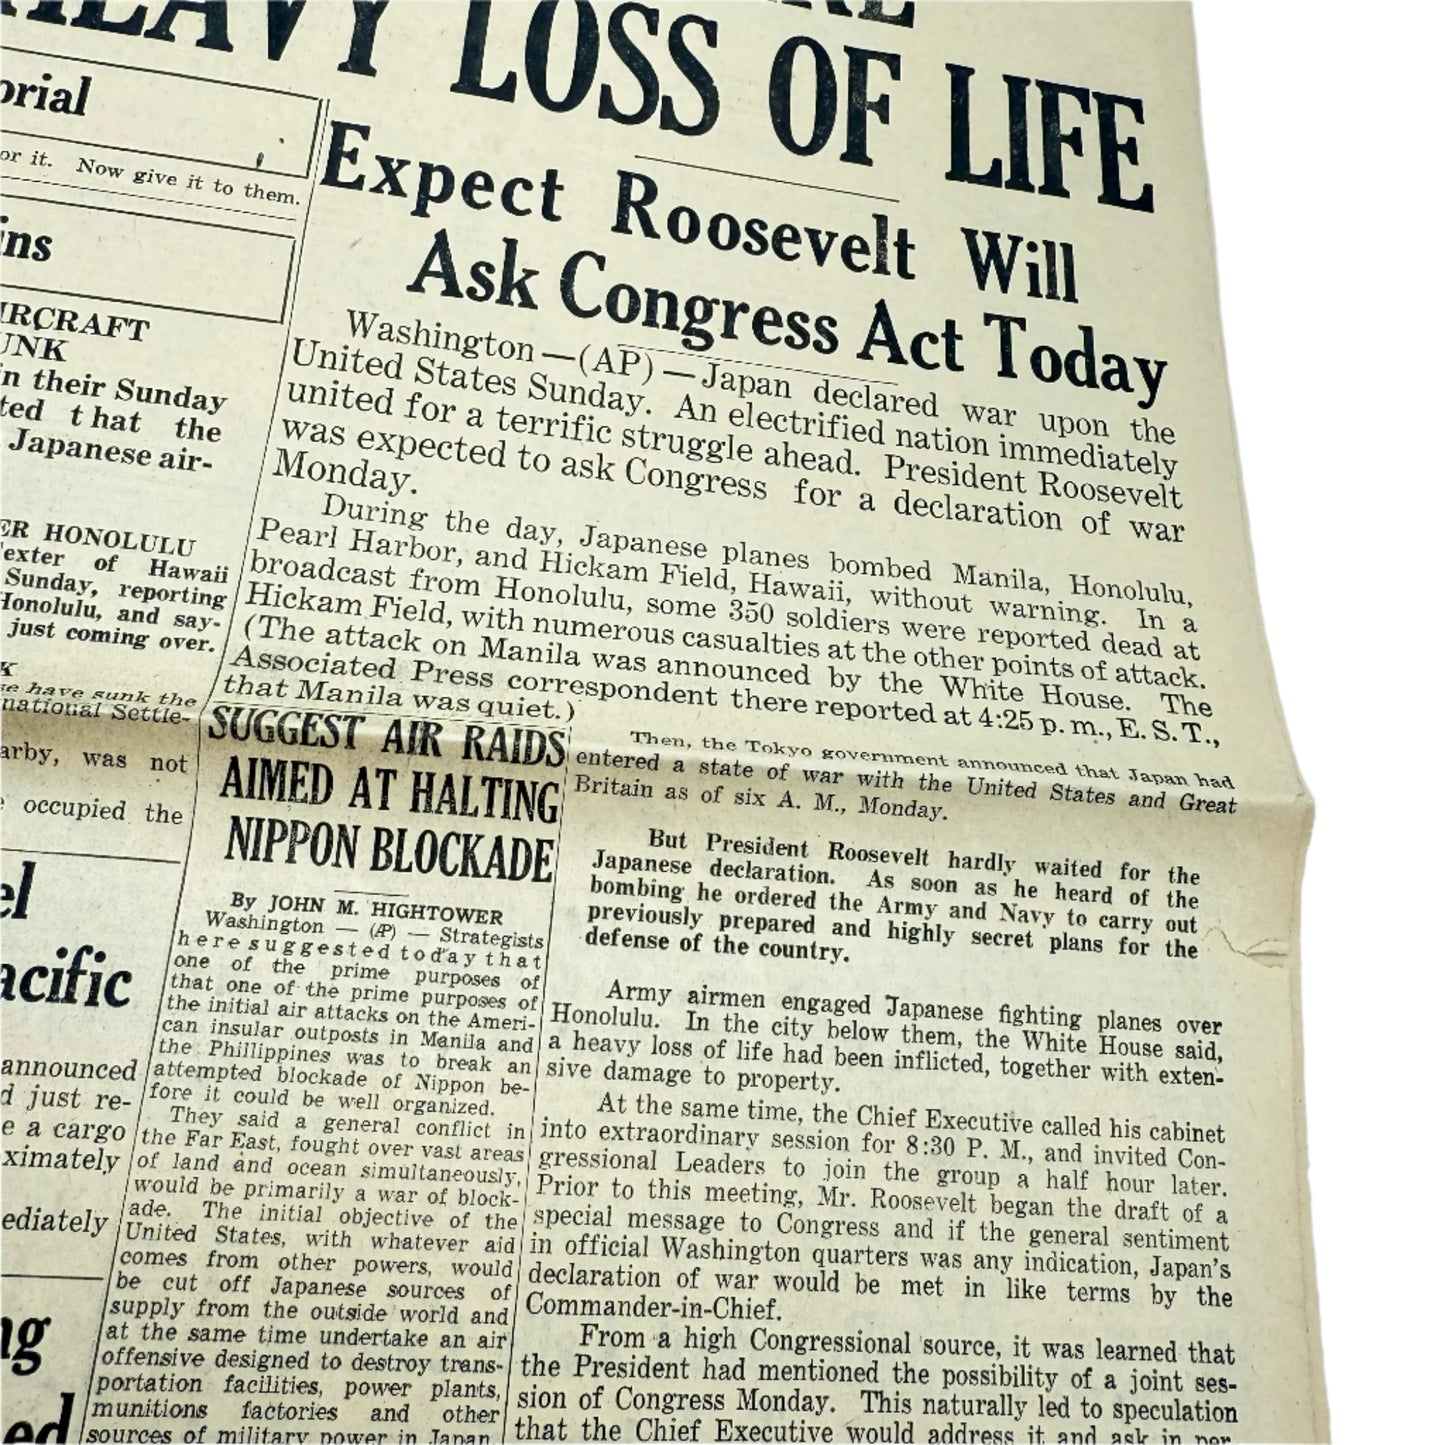 HEAVY LOSS OF LIFE
orial
or it. Now give it to them.
ins
IRCRAFT
UNK
n their Sunday
ted that the
Japanese air-
ER HONOLULU
exter of Hawaii
Sunday, reporting
Honolulu, and say-
just coming over.
K
se have sunk the
national Settle-
arby, was not
e occupied the
el
acific
announced
d just re-
e a cargo
ximately
ediately
ng
ed
Expect Roosevelt Will
Ask Congress Act Today
Washington—(AP)—Japan declared war upon the
United States Sunday. An electrified nation immediately
united for a terrific struggle ahead. President Roosevelt
was expected to ask Congress for a declaration of war
Monday.
During the day, Japanese planes bombed Manila, Honolulu,
Pearl Harbor, and Hickam Field, Hawaii, without warning. In a
broadcast from Honolulu, some 350 soldiers were reported dead at
Hickam Field, with numerous casualties at the other points of attack.
(The attack on Manila was announced by the White House. The
Associated Press correspondent there reported at 4:25 p. m., E. S. T.,
that Manila was quiet.)
SUGGEST AIR RAIDS
AIMED AT HALTING
NIPPON BLOCKADE
By JOHN M. HIGHTOWER
Washington — (AP) — Strategists
here suggested today that
one of the prime purposes of
that one of the prime purposes of
the initial air attacks on the Ameri-
can insular outposts in Manila and
the Phillippines was to break an
attempted blockade of Nippon be-
fore it could be well organized.
They said a general conflict in
the Far East, fought over vast areas
of land and ocean simultaneously,
would be primarily a war of block-
ade. The initial objective of the
United States, with whatever aid
comes from other powers, would
be cut off Japanese sources of
supply from the outside world and
at the same time undertake an air
offensive designed to destroy trans-
portation facilities, power plants,
munitions factories and other
sources of military power in Japan
Then, the Tokyo government announced that Japan had
entered a state of war with the United States and Great
Britain as of six A. M., Monday.
But President Roosevelt hardly waited for the
Japanese declaration. As soon as he heard of the
bombing he ordered the Army and Navy to carry out
previously prepared and highly secret plans for the
defense of the country.
Army airmen engaged Japanese fighting planes over
Honolulu. In the city below them, the White House said,
a heavy loss of life had been inflicted, together with exten-
sive damage to property.
At the same time, the Chief Executive called his cabinet
into extraordinary session for 8:30 P. M., and invited Con-
gressional Leaders to join the group a half hour later.
Prior to this meeting, Mr. Roosevelt began the draft of a
special message to Congress and if the general sentiment
in official Washington quarters was any indication, Japan's
declaration of war would be met in like terms by the
Commander-in-Chief.
From a high Congressional source, it was learned that
the President had mentioned the possibility of a joint ses-
sion of Congress Monday. This naturally led to speculation
that the Chief Executive would address it and ask in per